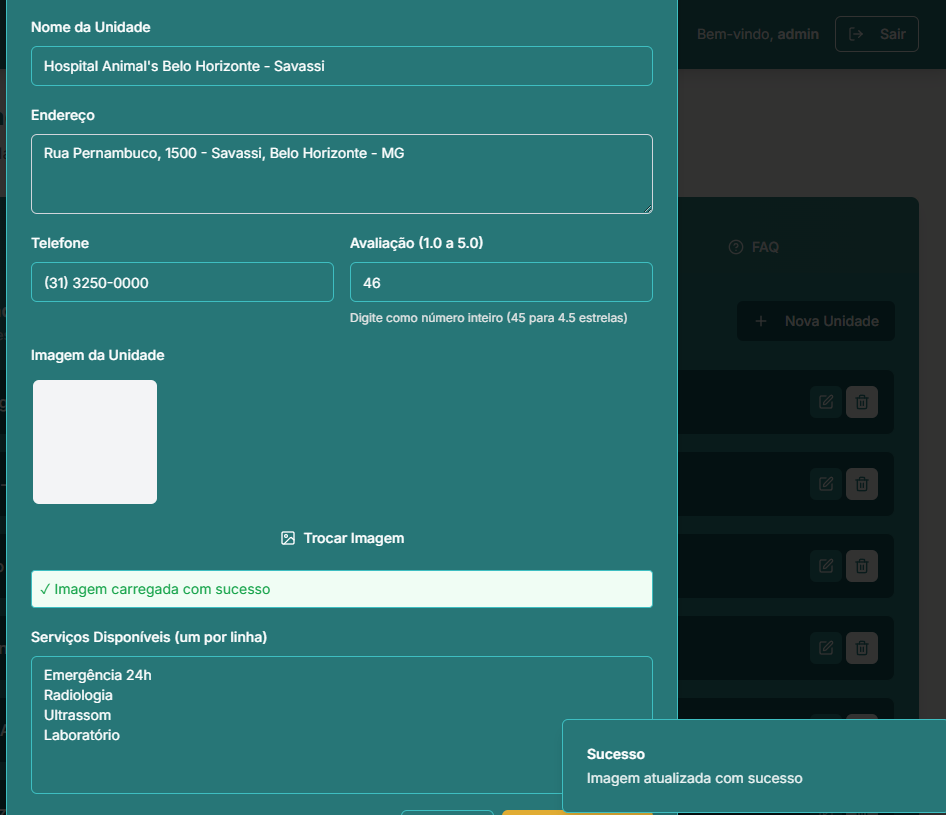 Nome da Unidade
Bem-vindo, admin
Sair
Hospital Animal's Belo Horizonte - Savassi
Endereço
Rua Pernambuco, 1500 - Savassi, Belo Horizonte - MG
Telefone
Avaliação (1.0 a 5.0)
FAQ
(31) 3250-0000
46
Digite como número inteiro (45 para 4.5 estrelas)
Nova Unidade
Imagem da Unidade
Trocar Imagem
✓ Imagem carregada com sucesso
Serviços Disponíveis (um por linha)
Emergência 24h
Radiologia
Ultrassom
Laboratório
Sucesso
Imagem atualizada com sucesso